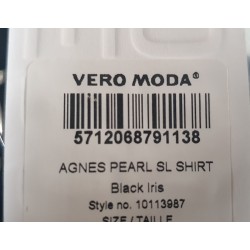 VERO MODA®
5712068791138
AGNES PEARL SL SHIRT
Black Iris
Style no. 10113987
SIZE / TAILLE